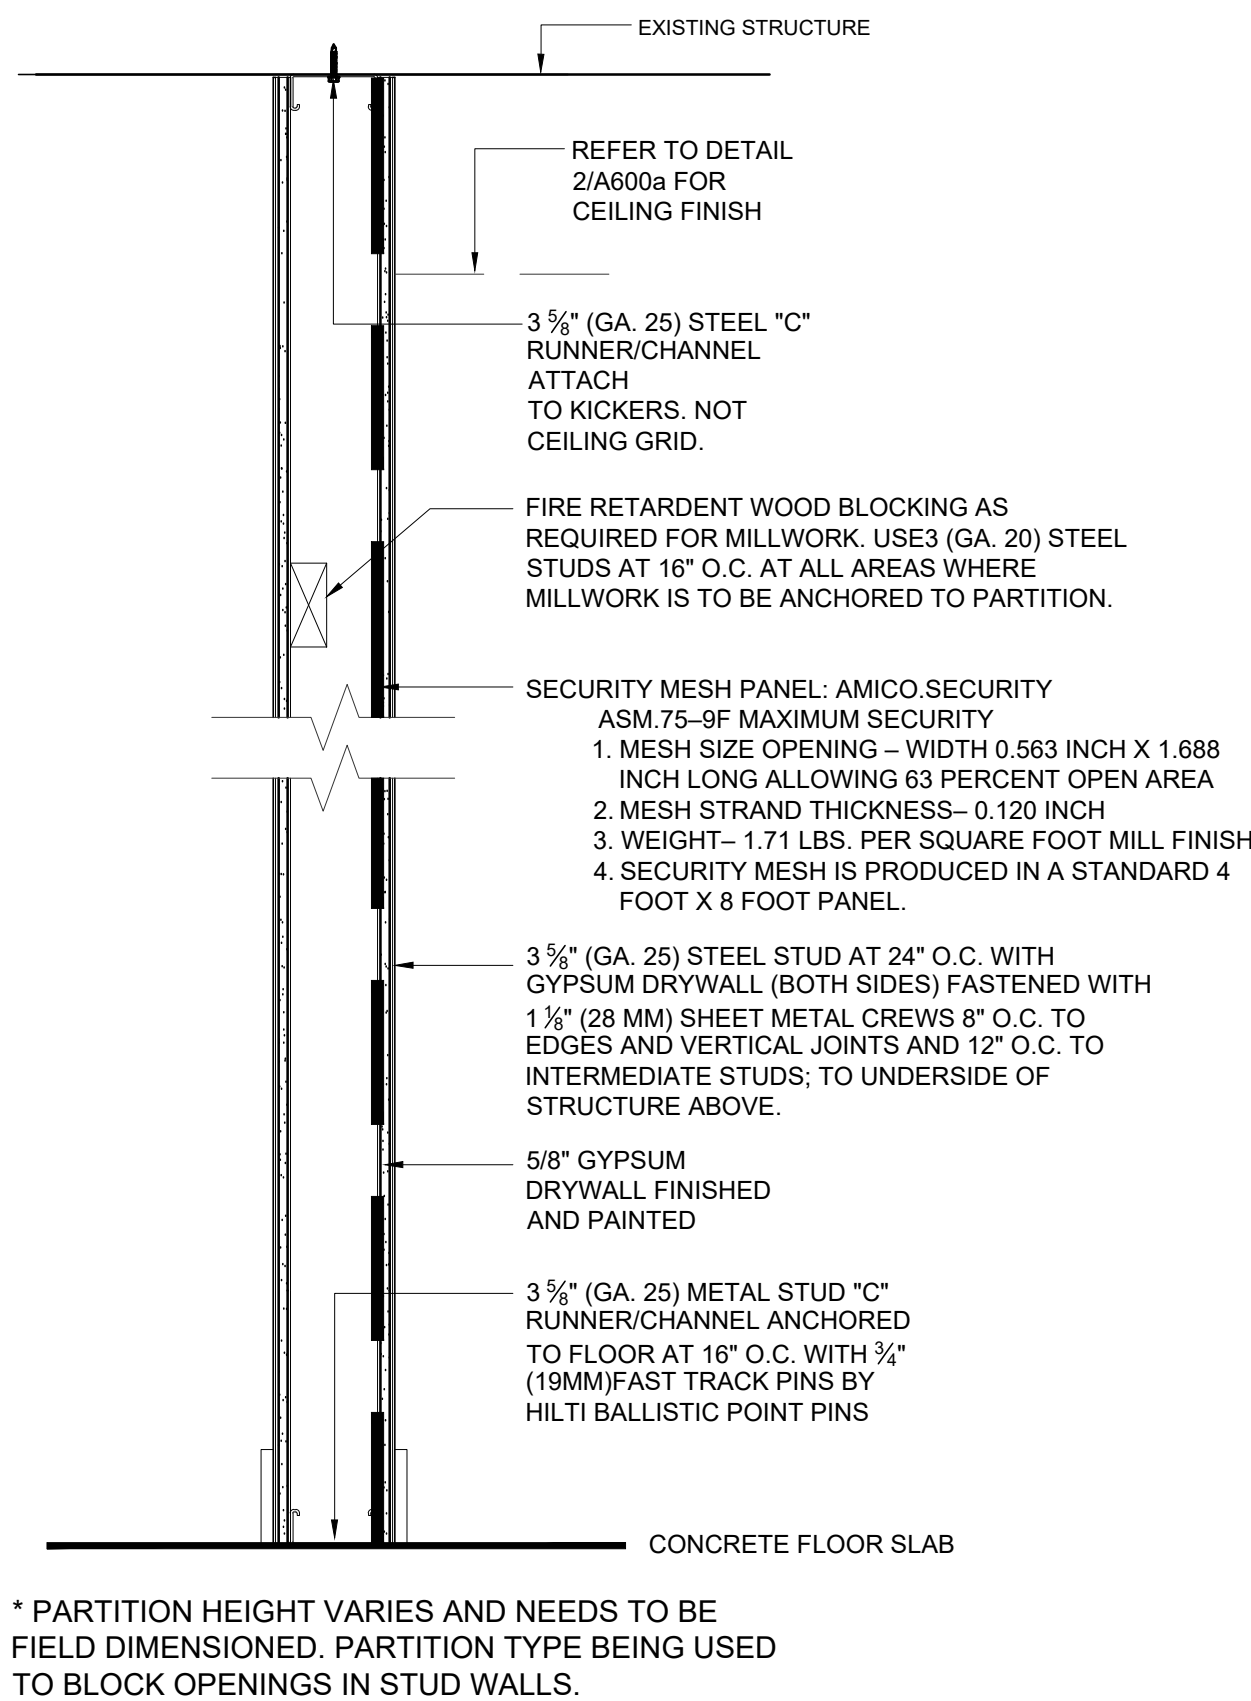 EXISTING STRUCTURE
REFER TO DETAIL
2/A600a FOR
CEILING FINISH
3 5⁄8" (GA. 25) STEEL "C"
RUNNER/CHANNEL
ATTACH
TO KICKERS. NOT
CEILING GRID.
FIRE RETARDENT WOOD BLOCKING AS
REQUIRED FOR MILLWORK. USE3 (GA. 20) STEEL
STUDS AT 16" O.C. AT ALL AREAS WHERE
MILLWORK IS TO BE ANCHORED TO PARTITION.
SECURITY MESH PANEL: AMICO.SECURITY
ASM.75–9F MAXIMUM SECURITY
1. MESH SIZE OPENING – WIDTH 0.563 INCH X 1.688
INCH LONG ALLOWING 63 PERCENT OPEN AREA
2. MESH STRAND THICKNESS– 0.120 INCH
3. WEIGHT– 1.71 LBS. PER SQUARE FOOT MILL FINISH
4. SECURITY MESH IS PRODUCED IN A STANDARD 4
FOOT X 8 FOOT PANEL.
3 5⁄8" (GA. 25) STEEL STUD AT 24" O.C. WITH
GYPSUM DRYWALL (BOTH SIDES) FASTENED WITH
1 1⁄8" (28 MM) SHEET METAL CREWS 8" O.C. TO
EDGES AND VERTICAL JOINTS AND 12" O.C. TO
INTERMEDIATE STUDS; TO UNDERSIDE OF
STRUCTURE ABOVE.
5/8" GYPSUM
DRYWALL FINISHED
AND PAINTED
3 5⁄8" (GA. 25) METAL STUD "C"
RUNNER/CHANNEL ANCHORED
TO FLOOR AT 16" O.C. WITH 3⁄4"
(19MM)FAST TRACK PINS BY
HILTI BALLISTIC POINT PINS
CONCRETE FLOOR SLAB
* PARTITION HEIGHT VARIES AND NEEDS TO BE
FIELD DIMENSIONED. PARTITION TYPE BEING USED
TO BLOCK OPENINGS IN STUD WALLS.